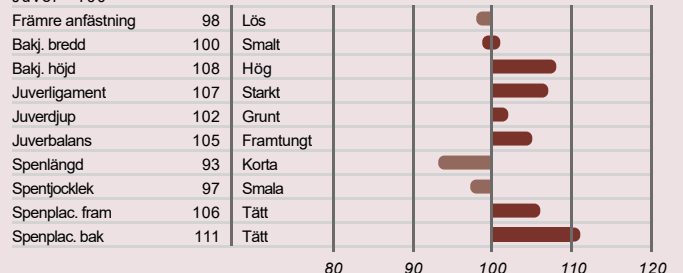 Främre anfästning 98 Lös
Bakj. bredd 100 Smalt
Bakj. höjd 108 Hög
Juverligament 107 Starkt
Juverdjup 102 Grunt
Juverbalans 105 Framtungt
Spenlängd 93 Korta
Spentjocklek 97 Smala
Spenplac. fram 106 Tätt
Spenplac. bak 111 Tätt
80 90 100 110 120